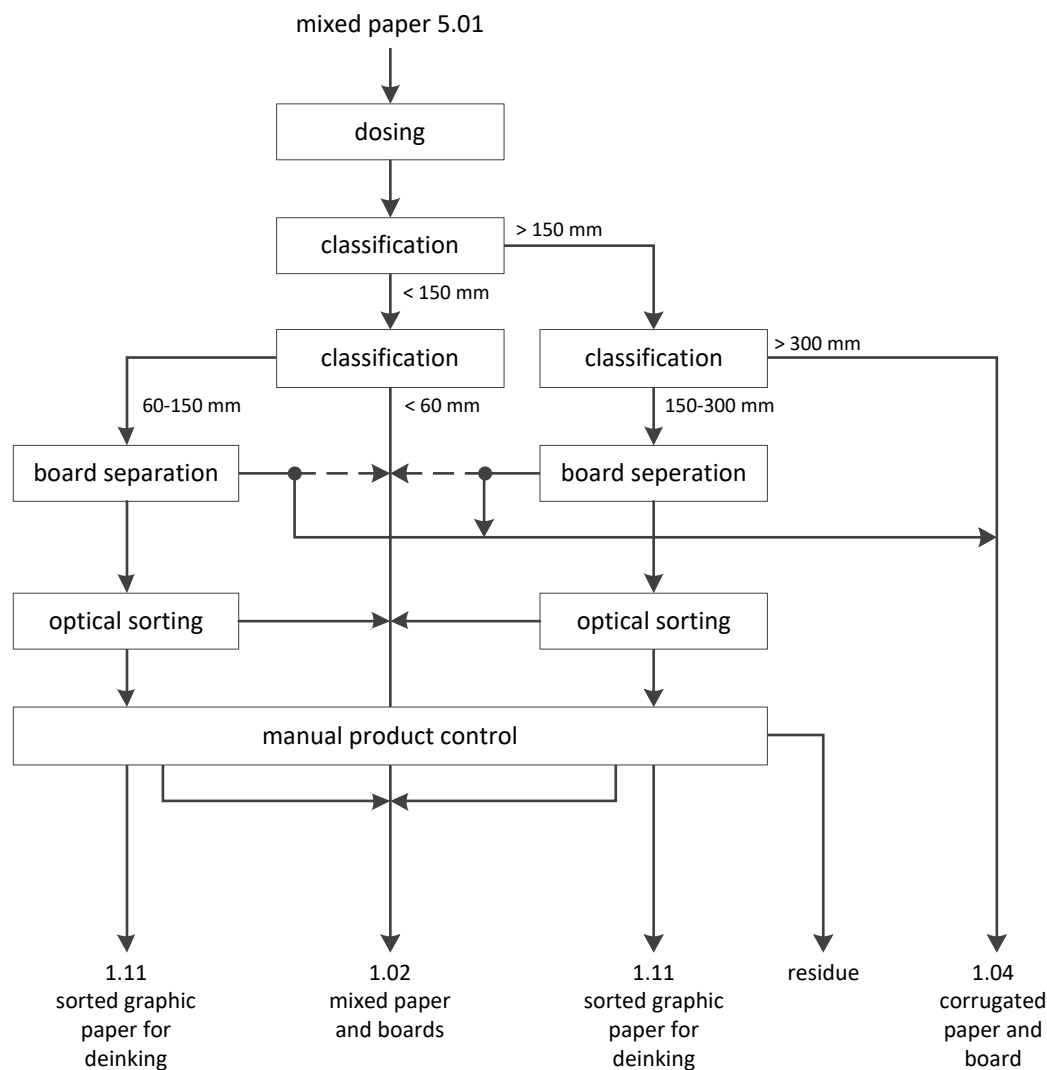 mixed paper 5.01
dosing
classification
> 150 mm
< 150 mm
classification
classification
> 300 mm
60-150 mm
< 60 mm
150-300 mm
board separation
board seperation
optical sorting
optical sorting
manual product control
1.11
sorted graphic
paper for
deinking
1.02
mixed paper
and boards
1.11
sorted graphic
paper for
deinking
residue
1.04
corrugated
paper and
board